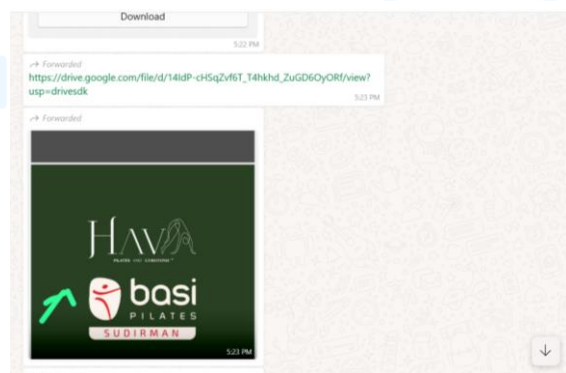 Download
5:22 PM
Forwarded
https://drive.google.com/file/d/14IdP-cHSqZvf6T_T4hkhd_ZuGD6OyORf/view?
usp=drivesdk
5:23 PM
Forwarded
HAVA
basi
PILATES
SUDIRMAN
5:23 PM